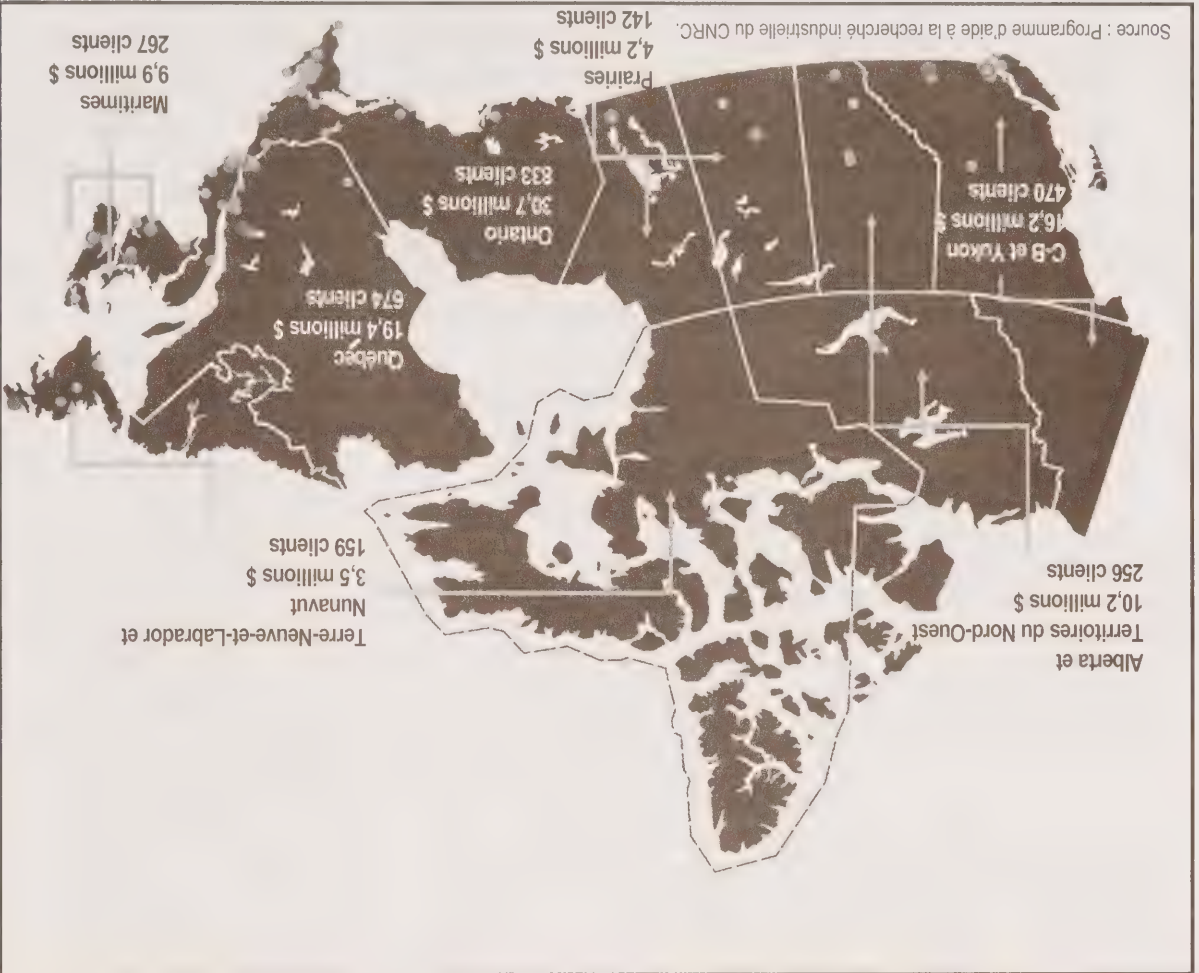 Alberta et
Territoires du Nord-Ouest
10,2 millions $
256 clients
Terre-Neuve-et-Labrador et
Nunavut
3,5 millions $
159 clients
Québec
19,4 millions $
674 clients
C-B et Yukon
16,2 millions $
470 clients
Ontario
30,7 millions $
833 clients
Maritimes
9,9 millions $
267 clients
Prairies
4,2 millions $
142 clients
Source : Programme d'aide à la recherché industrielle du CNRC.